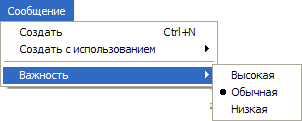 Сообщение
Создать Ctrl+N
Создать с использованием
Важность
Высокая
Обычная
Низкая